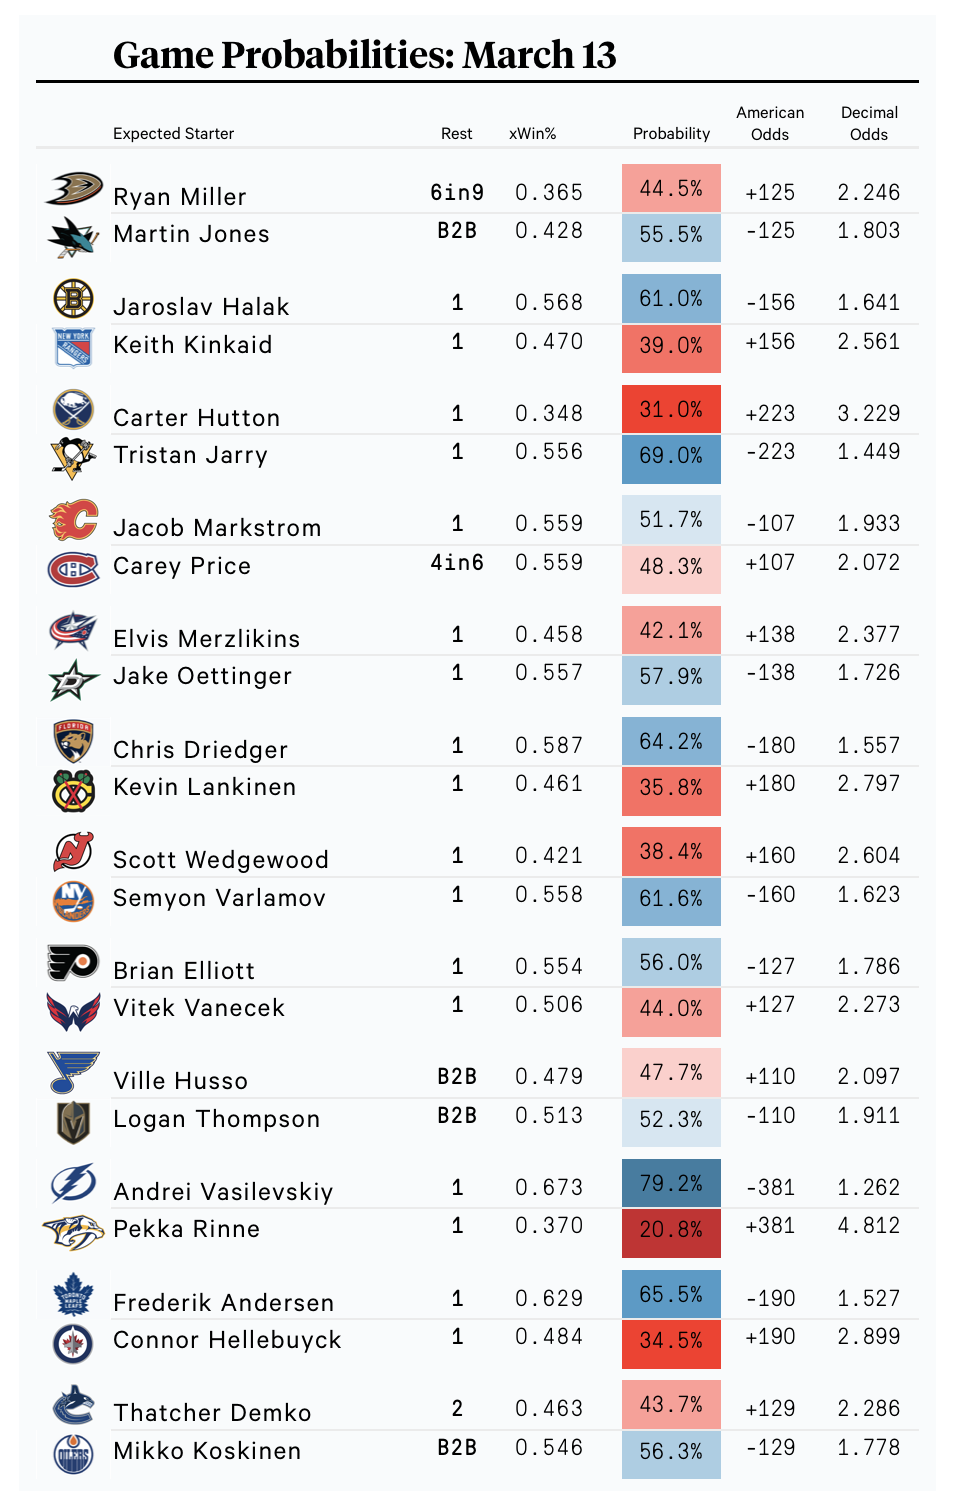 Game Probabilities: March 13
Expected Starter Rest xWin% Probability American Odds Decimal Odds
Ryan Miller 6in9 0.365 44.5% +125 2.246
Martin Jones B2B 0.428 55.5% -125 1.803
Jaroslav Halak 1 0.568 61.0% -156 1.641
NEW YORK RANGERS Keith Kinkaid 1 0.470 39.0% +156 2.561
Carter Hutton 1 0.348 31.0% +223 3.229
Tristan Jarry 1 0.556 69.0% -223 1.449
Jacob Markstrom 1 0.559 51.7% -107 1.933
Carey Price 4in6 0.559 48.3% +107 2.072
Elvis Merzlikins 1 0.458 42.1% +138 2.377
Jake Oettinger 1 0.557 57.9% -138 1.726
FLORIDA Chris Driedger 1 0.587 64.2% -180 1.557
Kevin Lankinen 1 0.461 35.8% +180 2.797
Scott Wedgewood 1 0.421 38.4% +160 2.604
NY Semyon Varlamov 1 0.558 61.6% -160 1.623
Brian Elliott 1 0.554 56.0% -127 1.786
Vitek Vanecek 1 0.506 44.0% +127 2.273
Ville Husso B2B 0.479 47.7% +110 2.097
Logan Thompson B2B 0.513 52.3% -110 1.911
Andrei Vasilevskiy 1 0.673 79.2% -381 1.262
Pekka Rinne 1 0.370 20.8% +381 4.812
TORONTO MAPLE LEAFS Frederik Andersen 1 0.629 65.5% -190 1.527
Connor Hellebuyck 1 0.484 34.5% +190 2.899
Thatcher Demko 2 0.463 43.7% +129 2.286
OILERS Mikko Koskinen B2B 0.546 56.3% -129 1.778